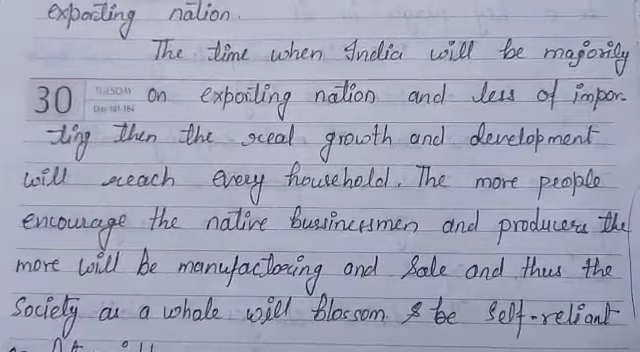 exporting nation.
The time when India will be majorily
30 TUESDAY on exporting nation and less of impor-
ting then the real growth and development
will reach every household. The more people
encourage the native bussinessmen and producers the
more will be manufactoring and sale and thus the
society as a whole will blossom & be self-reliant